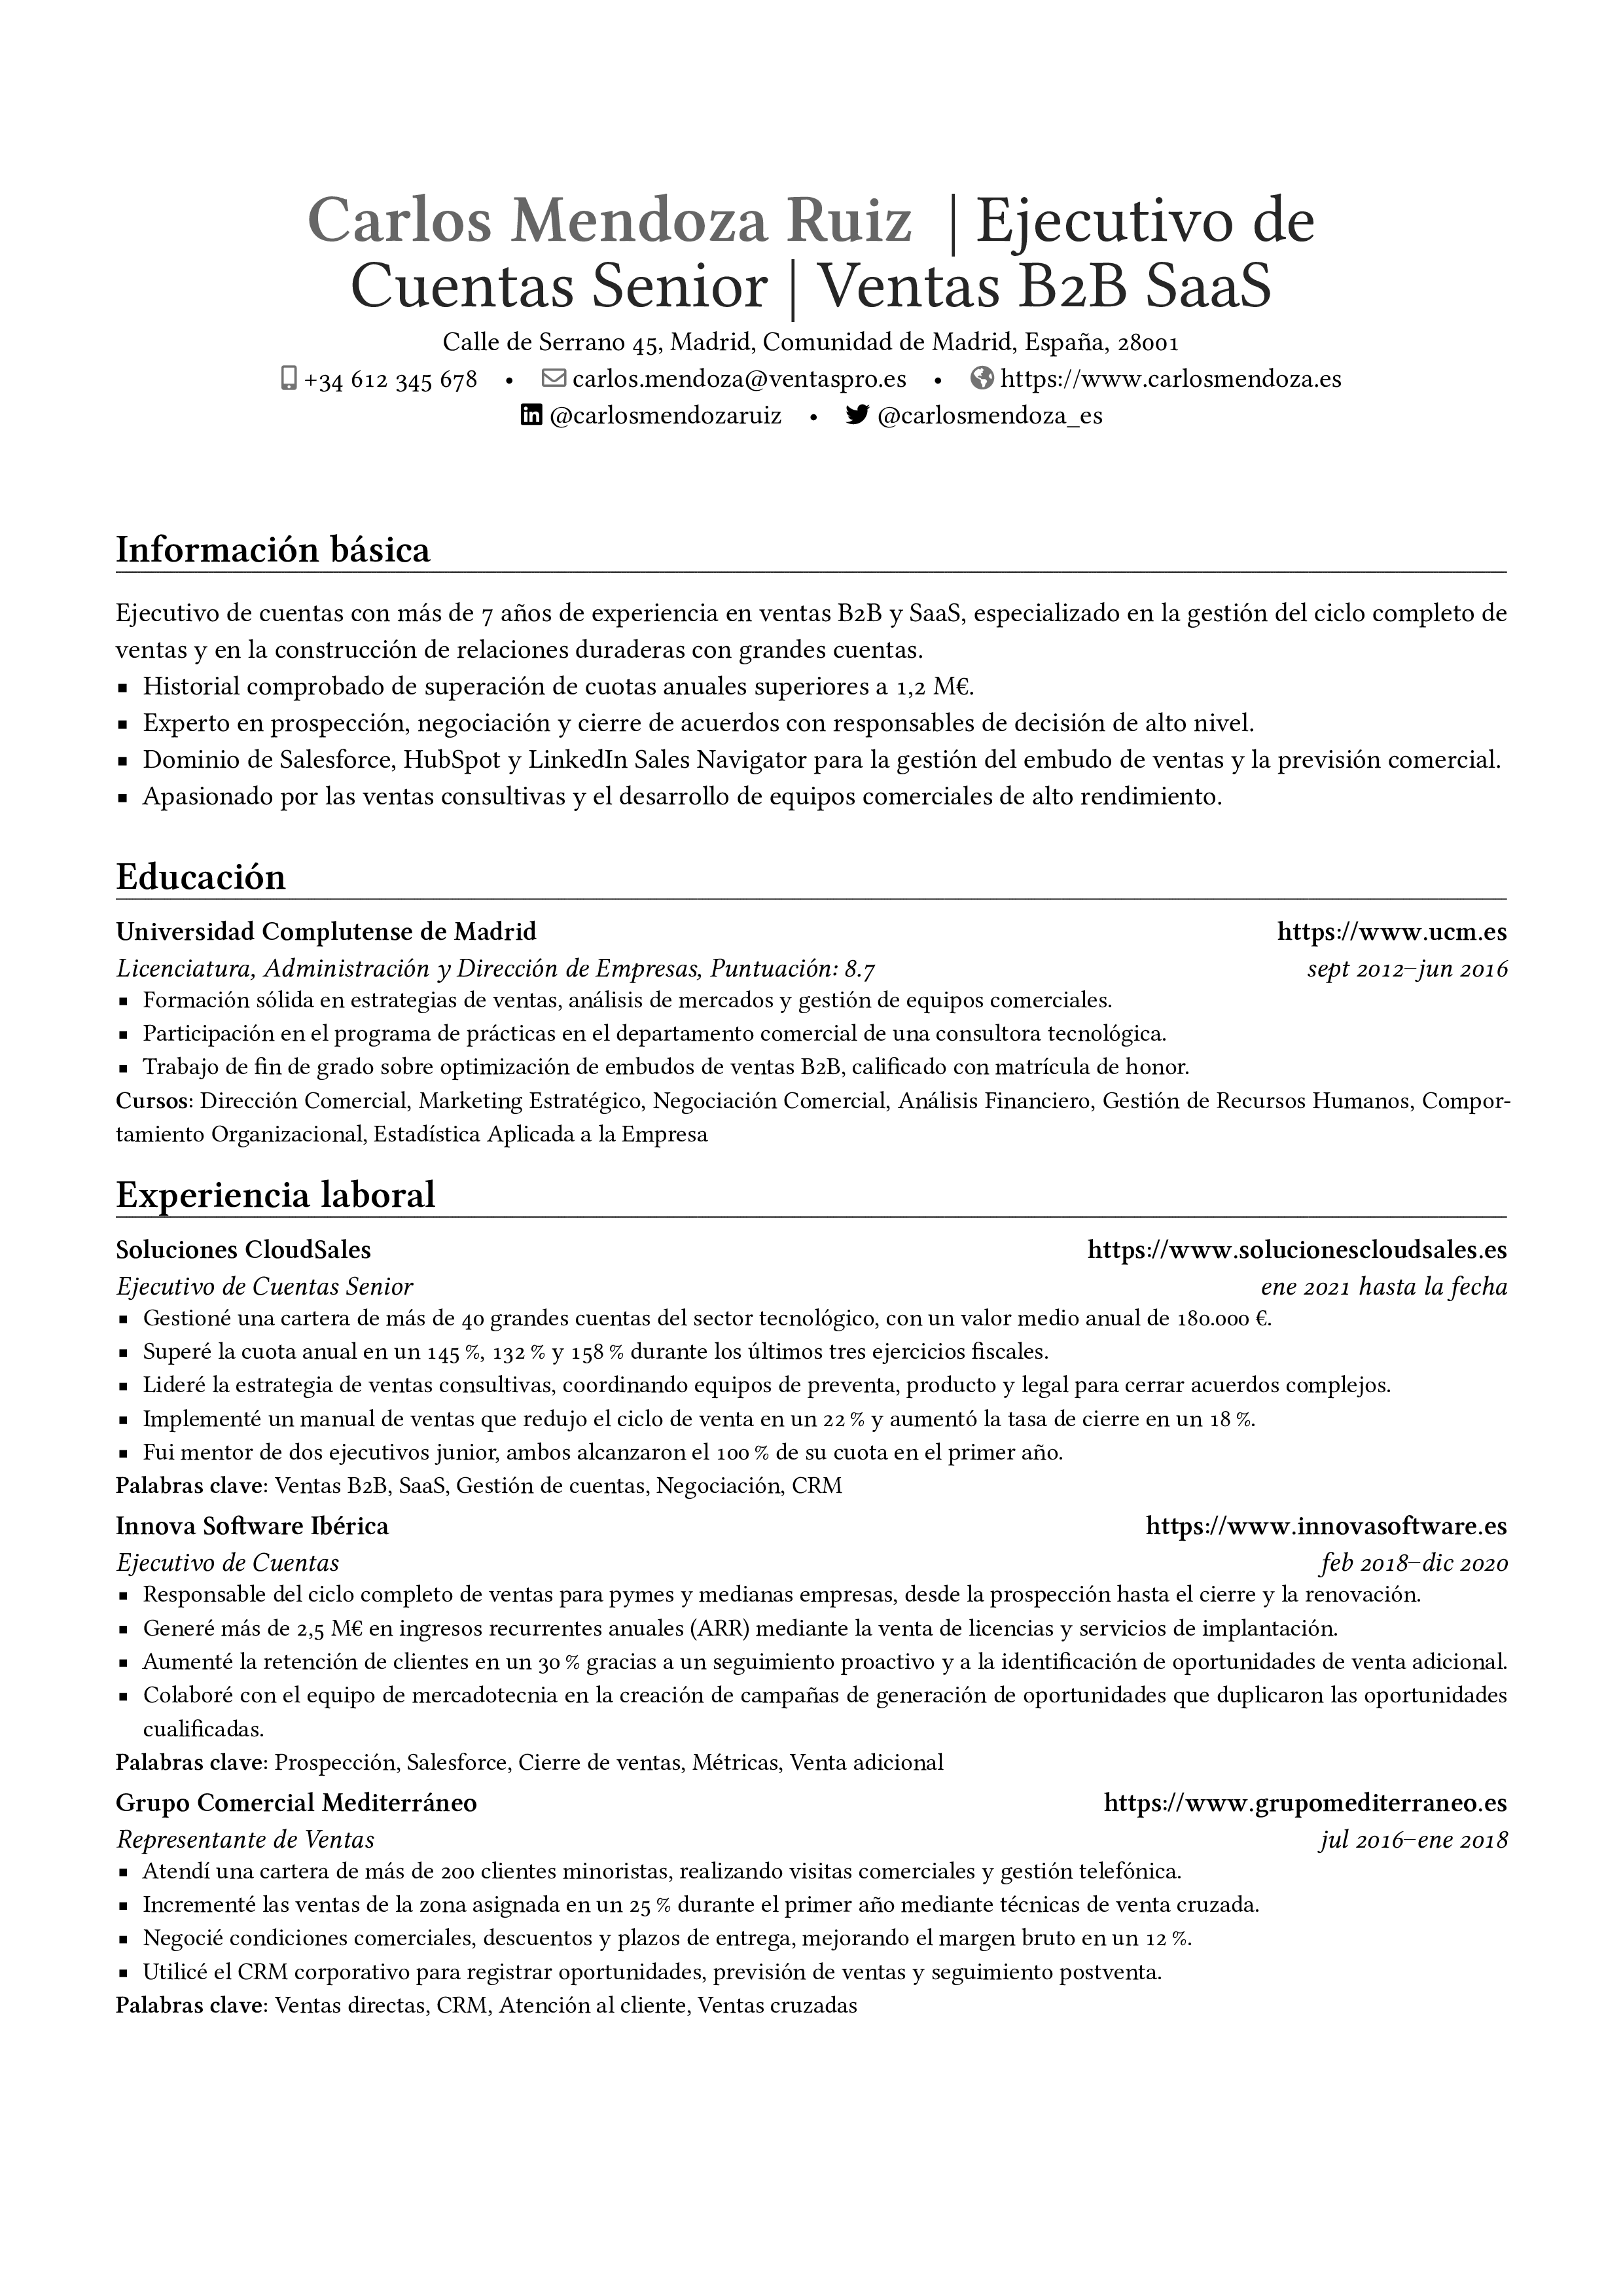 Carlos Mendoza Ruiz | Ejecutivo de
Cuentas Senior | Ventas B2B SaaS
Calle de Serrano 45, Madrid, Comunidad de Madrid, España, 28001
+34 612 345 678 • carlos.mendoza@ventaspro.es • https://www.carlosmendoza.es
@carlosmendozaruiz • @carlosmendoza_es
Información básica
Ejecutivo de cuentas con más de 7 años de experiencia en ventas B2B y SaaS, especializado en la gestión del ciclo completo de
ventas y en la construcción de relaciones duraderas con grandes cuentas.
▪ Historial comprobado de superación de cuotas anuales superiores a 1,2 M€.
▪ Experto en prospección, negociación y cierre de acuerdos con responsables de decisión de alto nivel.
▪ Dominio de Salesforce, HubSpot y LinkedIn Sales Navigator para la gestión del embudo de ventas y la previsión comercial.
▪ Apasionado por las ventas consultivas y el desarrollo de equipos comerciales de alto rendimiento.
Educación
Universidad Complutense de Madrid https://www.ucm.es
Licenciatura, Administración y Dirección de Empresas, Puntuación: 8.7 sept 2012–jun 2016
▪ Formación sólida en estrategias de ventas, análisis de mercados y gestión de equipos comerciales.
▪ Participación en el programa de prácticas en el departamento comercial de una consultora tecnológica.
▪ Trabajo de fin de grado sobre optimización de embudos de ventas B2B, calificado con matrícula de honor.
Cursos: Dirección Comercial, Marketing Estratégico, Negociación Comercial, Análisis Financiero, Gestión de Recursos Humanos, Compor-
tamiento Organizacional, Estadística Aplicada a la Empresa
Experiencia laboral
Soluciones CloudSales https://www.solucionescloudsales.es
Ejecutivo de Cuentas Senior ene 2021 hasta la fecha
▪ Gestioné una cartera de más de 40 grandes cuentas del sector tecnológico, con un valor medio anual de 180.000 €.
▪ Superé la cuota anual en un 145 %, 132 % y 158 % durante los últimos tres ejercicios fiscales.
▪ Lideré la estrategia de ventas consultivas, coordinando equipos de preventa, producto y legal para cerrar acuerdos complejos.
▪ Implementé un manual de ventas que redujo el ciclo de venta en un 22 % y aumentó la tasa de cierre en un 18 %.
▪ Fui mentor de dos ejecutivos junior, ambos alcanzaron el 100 % de su cuota en el primer año.
Palabras clave: Ventas B2B, SaaS, Gestión de cuentas, Negociación, CRM
Innova Software Ibérica https://www.innovasoftware.es
Ejecutivo de Cuentas feb 2018–dic 2020
▪ Responsable del ciclo completo de ventas para pymes y medianas empresas, desde la prospección hasta el cierre y la renovación.
▪ Generé más de 2,5 M€ en ingresos recurrentes anuales (ARR) mediante la venta de licencias y servicios de implantación.
▪ Aumenté la retención de clientes en un 30 % gracias a un seguimiento proactivo y a la identificación de oportunidades de venta adicional.
▪ Colaboré con el equipo de mercadotecnia en la creación de campañas de generación de oportunidades que duplicaron las oportunidades
cualificadas.
Palabras clave: Prospección, Salesforce, Cierre de ventas, Métricas, Venta adicional
Grupo Comercial Mediterráneo https://www.grupomediterraneo.es
Representante de Ventas jul 2016–ene 2018
▪ Atendí una cartera de más de 200 clientes minoristas, realizando visitas comerciales y gestión telefónica.
▪ Incrementé las ventas de la zona asignada en un 25 % durante el primer año mediante técnicas de venta cruzada.
▪ Negocié condiciones comerciales, descuentos y plazos de entrega, mejorando el margen bruto en un 12 %.
▪ Utilicé el CRM corporativo para registrar oportunidades, previsión de ventas y seguimiento postventa.
Palabras clave: Ventas directas, CRM, Atención al cliente, Ventas cruzadas